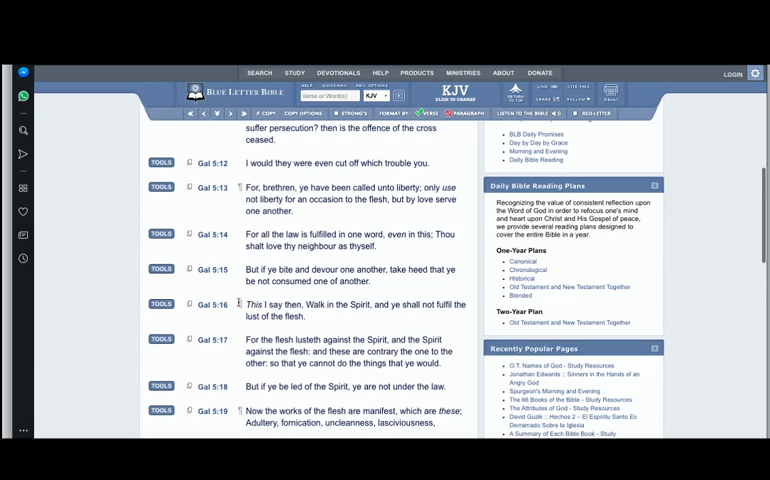 SEARCH STUDY DEVOTIONALS HELP PRODUCTS MINISTRIES ABOUT DONATE
LOGIN
BLUE LETTER BIBLE
HELP QUICKNAV ADV. OPTIONS
Verse or Word(s) KJV
KJV
CLICK TO CHANGE
RETURN TO TOP
LINK CITE THIS
SHARE FOLLOW
PRINT
COPY COPY OPTIONS STRONG'S FORMAT BY: VERSE PARAGRAPH LISTEN TO THE BIBLE RED-LETTER
suffer persecution? then is the offence of the cross
ceased.
TOOLS Gal 5:12 I would they were even cut off which trouble you.
TOOLS Gal 5:13 ¶ For, brethren, ye have been called unto liberty; only use
not liberty for an occasion to the flesh, but by love serve
one another.
TOOLS Gal 5:14 For all the law is fulfilled in one word, even in this; Thou
shalt love thy neighbour as thyself.
TOOLS Gal 5:15 But if ye bite and devour one another, take heed that ye
be not consumed one of another.
TOOLS Gal 5:16 ¶ This I say then, Walk in the Spirit, and ye shall not fulfil the
lust of the flesh.
TOOLS Gal 5:17 For the flesh lusteth against the Spirit, and the Spirit
against the flesh: and these are contrary the one to the
other: so that ye cannot do the things that ye would.
TOOLS Gal 5:18 But if ye be led of the Spirit, ye are not under the law.
TOOLS Gal 5:19 ¶ Now the works of the flesh are manifest, which are these;
Adultery, fornication, uncleanness, lasciviousness,
BLB Daily Promises
Day by Day by Grace
Morning and Evening
Daily Bible Reading
Daily Bible Reading Plans
Recognizing the value of consistent reflection upon
the Word of God in order to refocus one's mind
and heart upon Christ and His Gospel of peace,
we provide several reading plans designed to
cover the entire Bible in a year.
One-Year Plans
Canonical
Chronological
Historical
Old Testament and New Testament Together
Blended
Two-Year Plan
Old Testament and New Testament Together
Recently Popular Pages
O.T. Names of God - Study Resources
Jonathan Edwards :: Sinners in the Hands of an
Angry God
Spurgeon's Morning and Evening
The 66 Books of the Bible - Study Resources
The Attributes of God - Study Resources
David Guzik :: Hechos 2 – El Espíritu Santo Es
Derramado Sobre la Iglesia
A Summary of Each Bible Book - Study